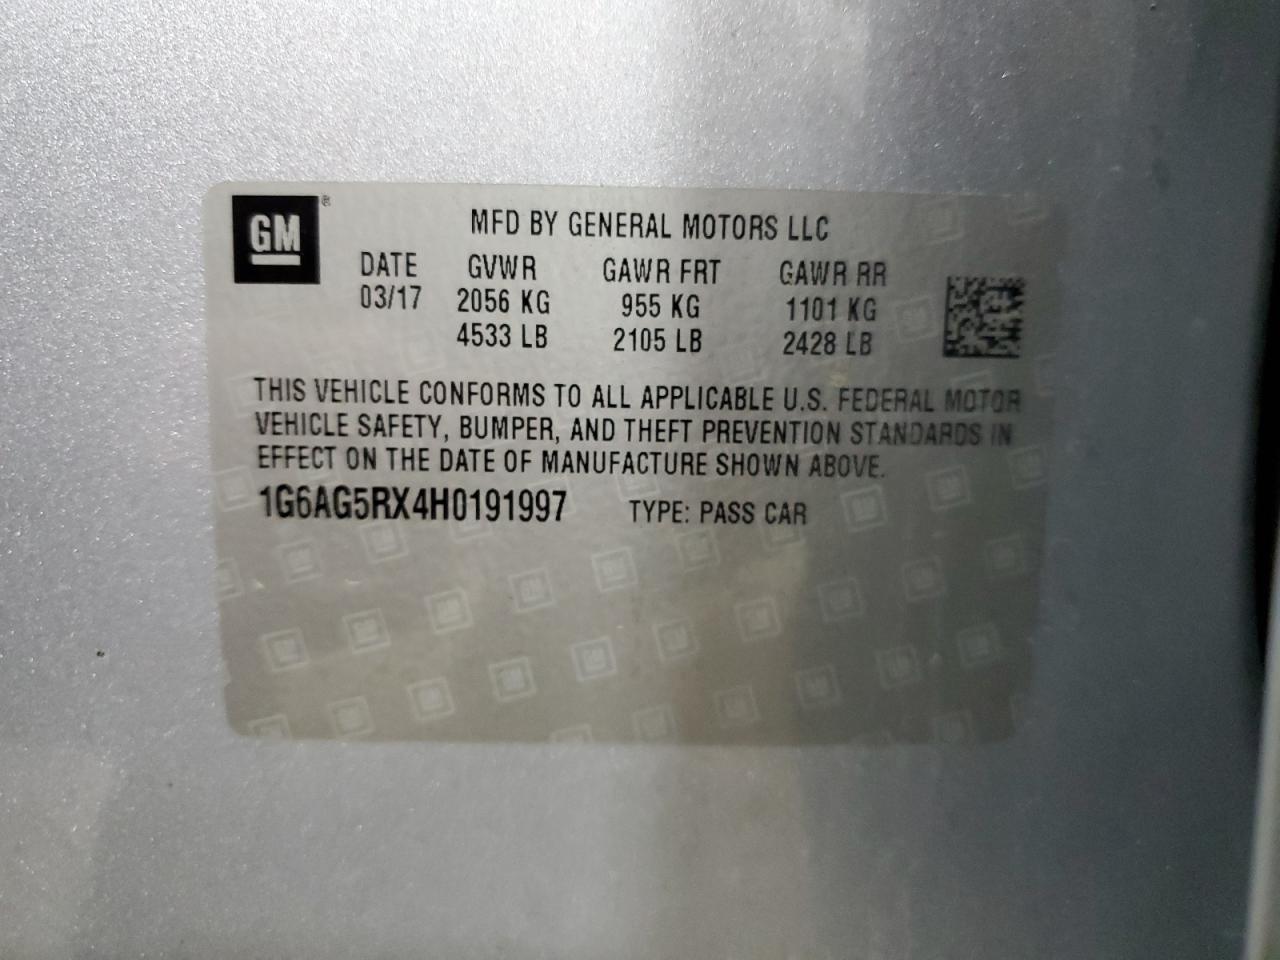 GM®
MFD BY GENERAL MOTORS LLC
DATE GVWR GAWR FRT GAWR RR
03/17 2056 KG 955 KG 1101 KG
4533 LB 2105 LB 2428 LB
THIS VEHICLE CONFORMS TO ALL APPLICABLE U.S. FEDERAL MOTOR
VEHICLE SAFETY, BUMPER, AND THEFT PREVENTION STANDARDS IN
EFFECT ON THE DATE OF MANUFACTURE SHOWN ABOVE.
1G6AG5RX4H0191997 TYPE: PASS CAR